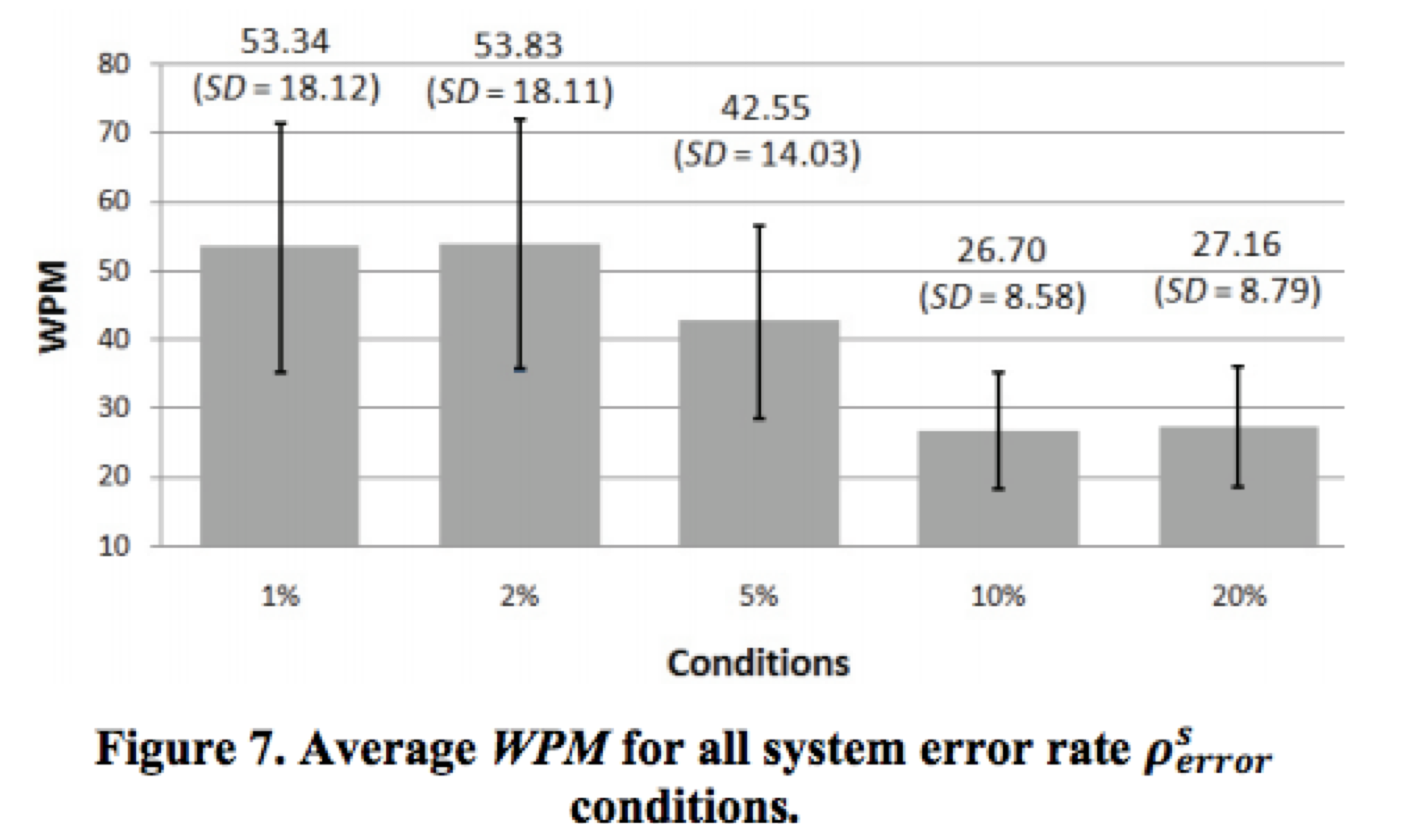 53.34
(SD = 18.12)
53.83
(SD = 18.11)
42.55
(SD = 14.03)
26.70
(SD = 8.58)
27.16
(SD = 8.79)
80
70
60
50
40
30
20
10
WPM
1% 2% 5% 10% 20%
Conditions
Figure 7. Average WPM for all system error rate ρ^s_error
conditions.